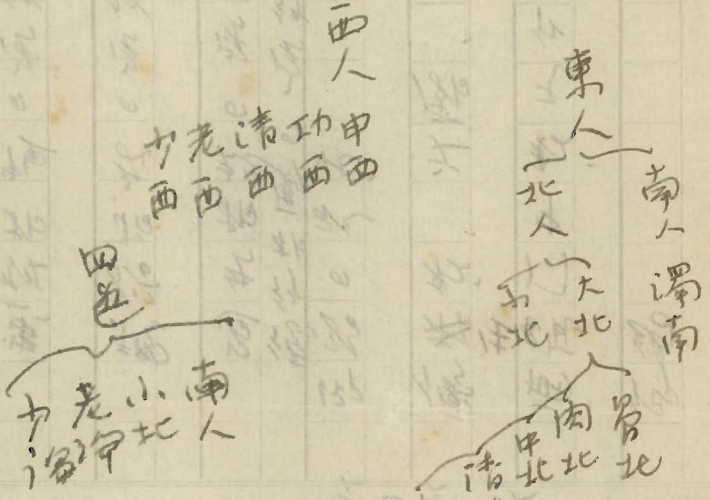 東人
南人
濁南
北人
大北
小北
骨北
肉北
中北
清
西人
申西
功西
清西
老西
少西
四色
南人
小北
老論
少論